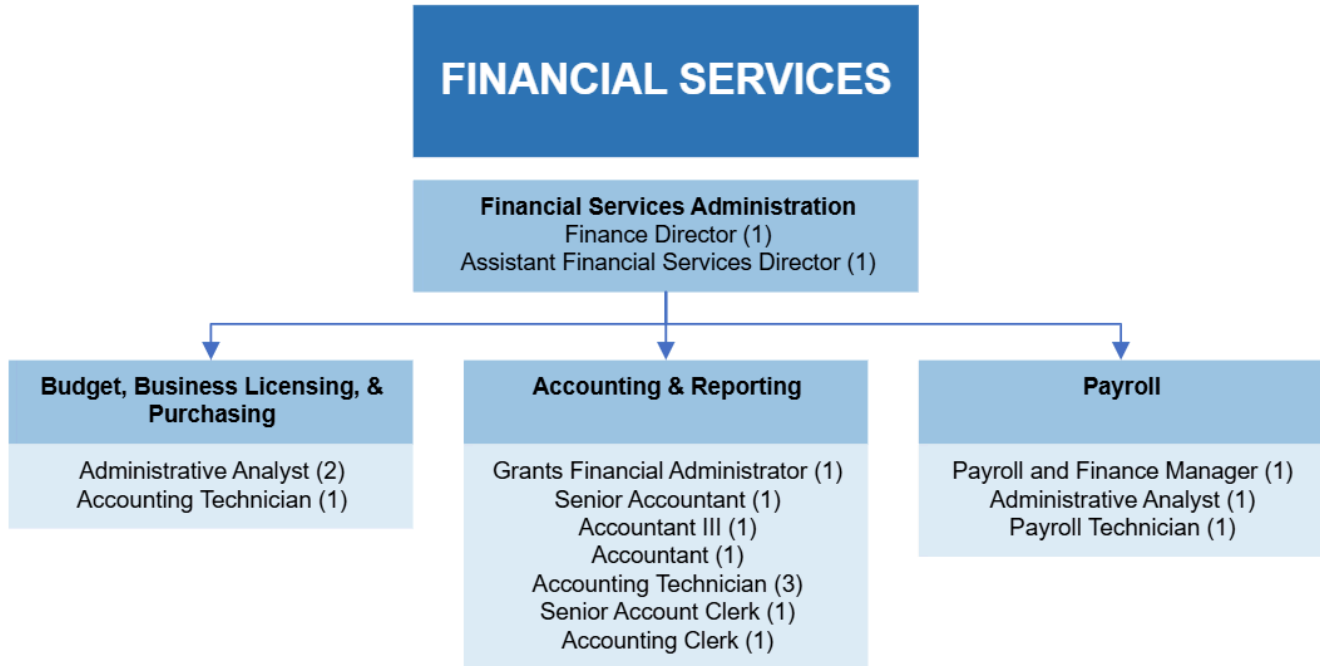 FINANCIAL SERVICES
Financial Services Administration
Finance Director (1)
Assistant Financial Services Director (1)
Budget, Business Licensing, &
Purchasing
Administrative Analyst (2)
Accounting Technician (1)
Accounting & Reporting
Grants Financial Administrator (1)
Senior Accountant (1)
Accountant III (1)
Accountant (1)
Accounting Technician (3)
Senior Account Clerk (1)
Accounting Clerk (1)
Payroll
Payroll and Finance Manager (1)
Administrative Analyst (1)
Payroll Technician (1)